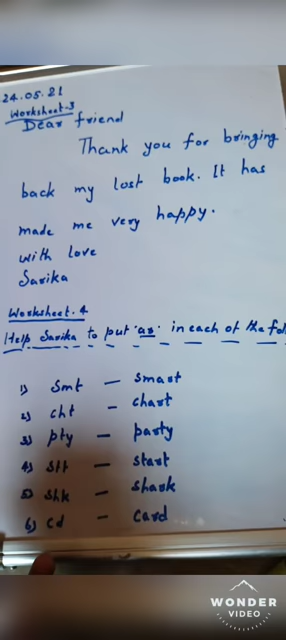 24.05.21
Worksheet-3
Dear friend
Thank you for bringing
back my lost book. It has
made me very happy.
with love
Sarika
Worksheet.4
Help Sarika to put "ar" in each of the fol
1) smt - smart
2) cht - chart
3) pty - party
4) stt - start
5) shk - shark
6) cd - card
WONDER
VIDEO